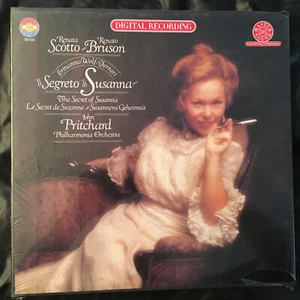 DIGITAL RECORDING
Renata Renato
Scotto Bruson
Ermanno Wolf-Ferrari
Il Segreto di Susanna
The Secret of Susanna
Le Secret de Suzanne Susannens Geheimnis
John
Pritchard
Philharmonia Orchestra